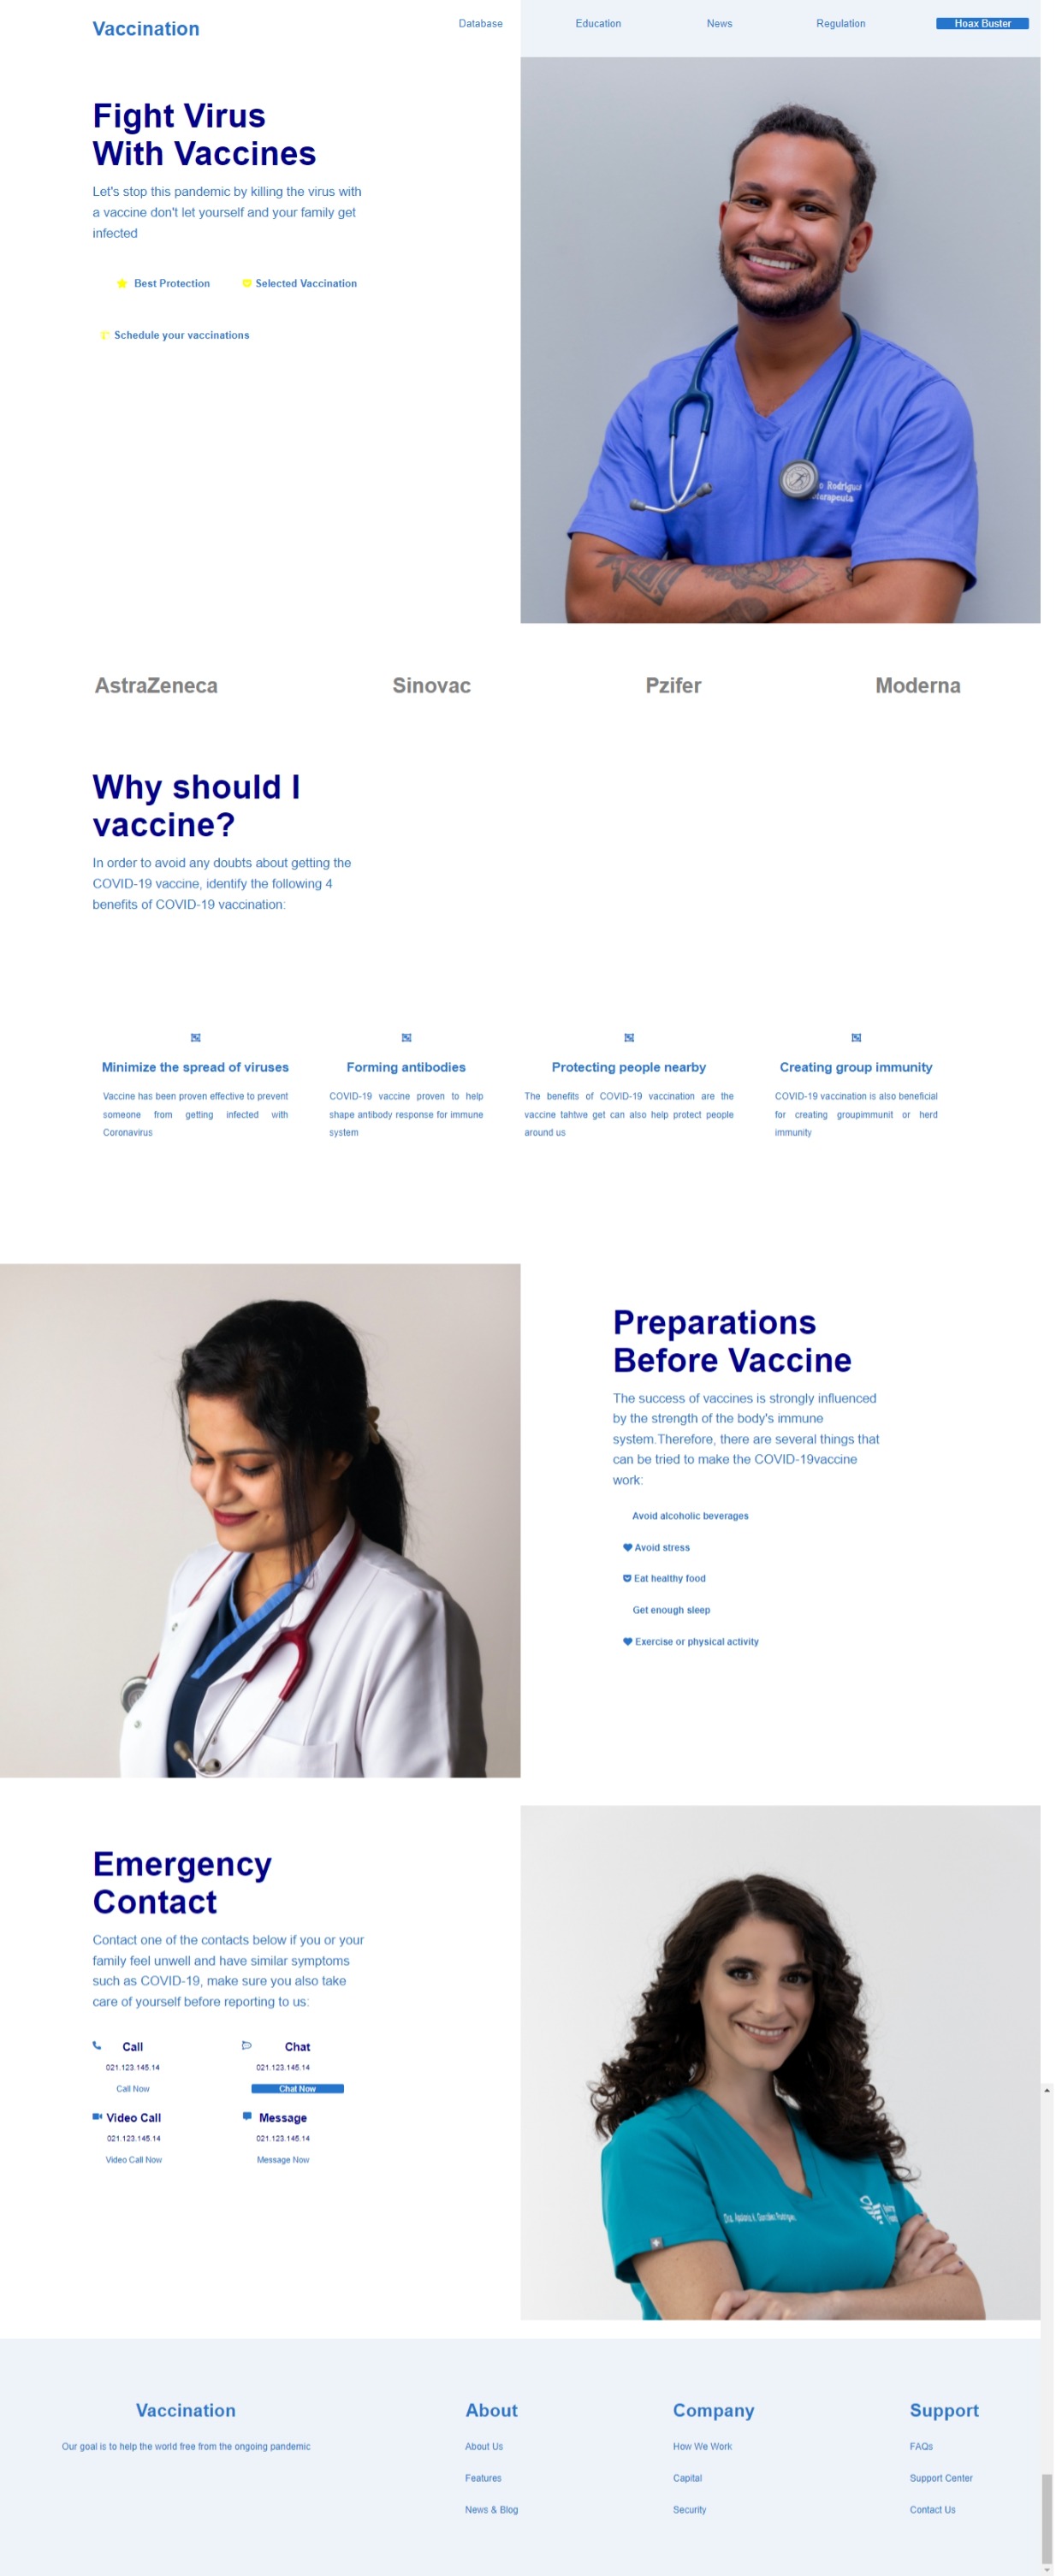 Vaccination
Database
Education
News
Regulation
Hoax Buster
Fight Virus
With Vaccines
Let's stop this pandemic by killing the virus with
a vaccine don't let yourself and your family get
infected
Best Protection
Selected Vaccination
Schedule your vaccinations
o Rodrigues
terapeuta
AstraZeneca
Sinovac
Pzifer
Moderna
Why should I
vaccine?
In order to avoid any doubts about getting the
COVID-19 vaccine, identify the following 4
benefits of COVID-19 vaccination:
Minimize the spread of viruses
Vaccine has been proven effective to prevent
someone from getting infected with
Coronavirus
Forming antibodies
COVID-19 vaccine proven to help
shape antibody response for immune
system
Protecting people nearby
The benefits of COVID-19 vaccination are the
vaccine tahtwe get can also help protect people
around us
Creating group immunity
COVID-19 vaccination is also beneficial
for creating groupimmunit or herd
immunity
Preparations
Before Vaccine
The success of vaccines is strongly influenced
by the strength of the body's immune
system.Therefore, there are several things that
can be tried to make the COVID-19vaccine
work:
Avoid alcoholic beverages
Avoid stress
Eat healthy food
Get enough sleep
Exercise or physical activity
Emergency
Contact
Contact one of the contacts below if you or your
family feel unwell and have similar symptoms
such as COVID-19, make sure you also take
care of yourself before reporting to us:
Call
021.123.145.14
Call Now
Chat
021.123.145.14
Chat Now
Video Call
021.123.145.14
Video Call Now
Message
021.123.145.14
Message Now
Vaccination
Our goal is to help the world free from the ongoing pandemic
About
About Us
Features
News & Blog
Company
How We Work
Capital
Security
Support
FAQs
Support Center
Contact Us